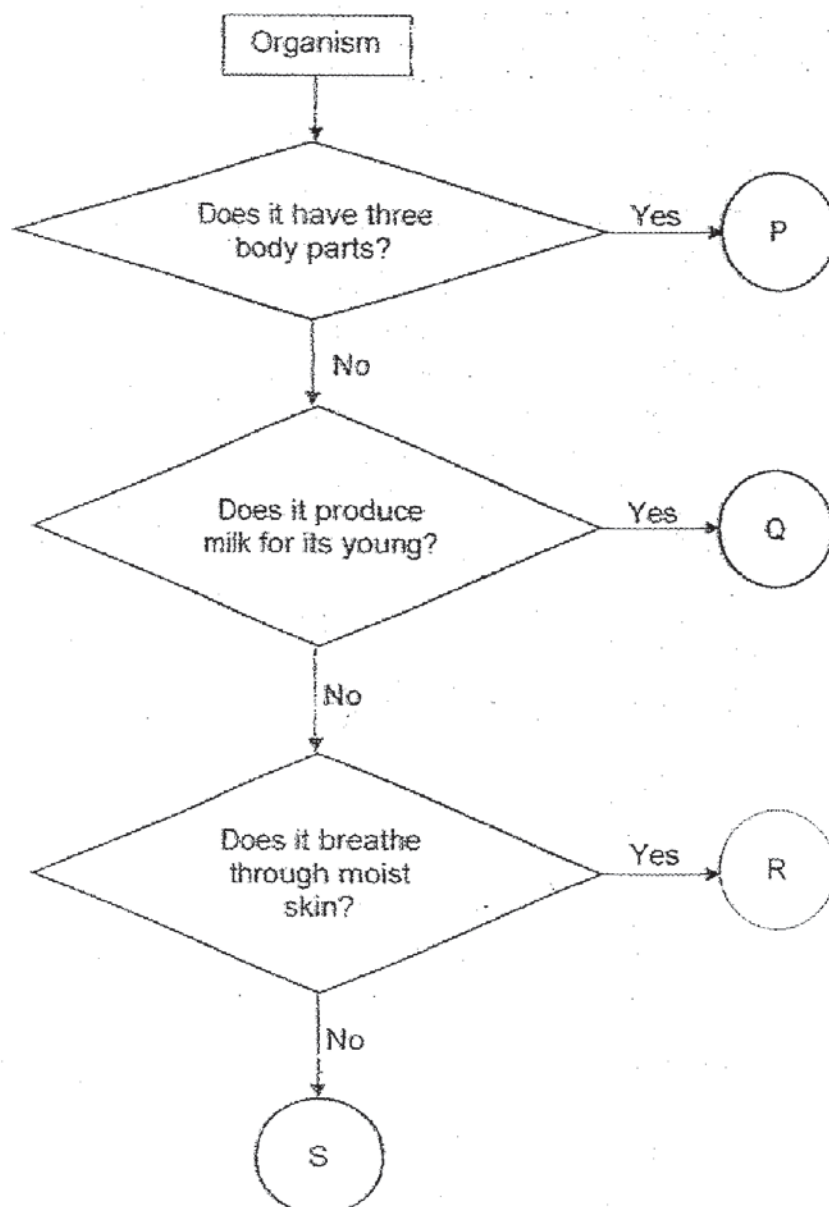 Organism
Does it have three
body parts?
Yes
P
No
Does it produce
milk for its young?
Yes
Q
No
Does it breathe
through moist
skin?
Yes
R
No
S